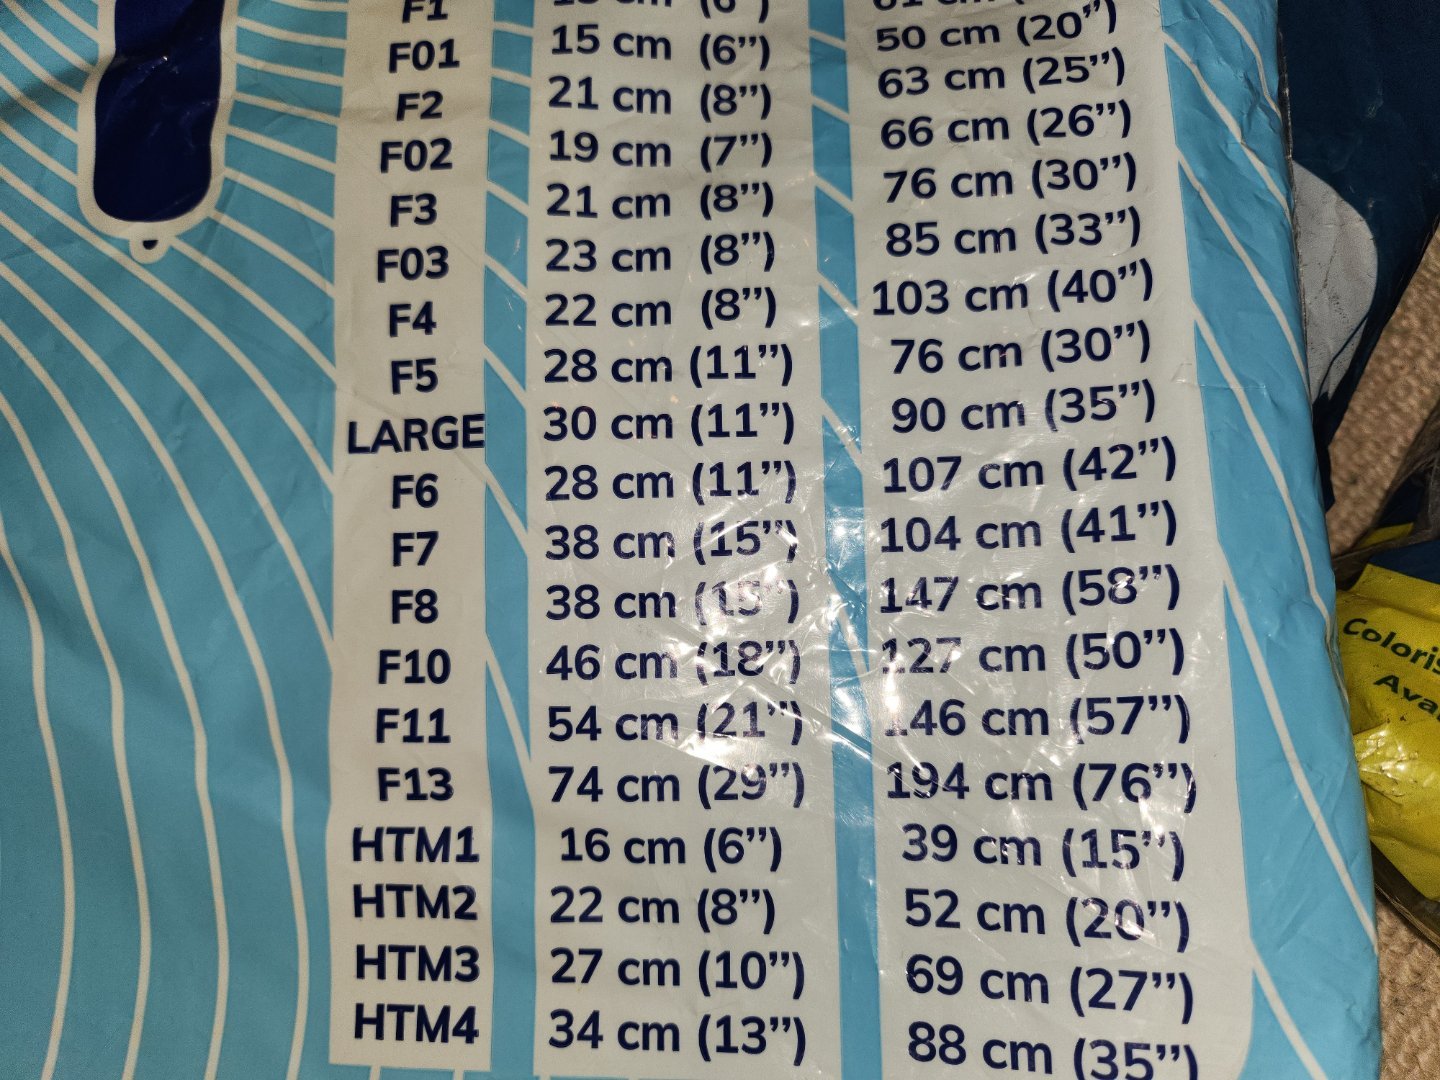 F1 cm
F01 15 cm (6”) 50 cm (20”)
F2 21 cm (8”) 63 cm (25”)
F02 19 cm (7”) 66 cm (26”)
F3 21 cm (8”) 76 cm (30”)
F03 23 cm (8”) 85 cm (33”)
F4 22 cm (8”) 103 cm (40”)
F5 28 cm (11”) 76 cm (30”)
LARGE 30 cm (11”) 90 cm (35”)
F6 28 cm (11”) 107 cm (42”)
F7 38 cm (15”) 104 cm (41”)
F8 38 cm (15”) 147 cm (58”)
F10 46 cm (18”) 127 cm (50”)
F11 54 cm (21”) 146 cm (57”)
F13 74 cm (29”) 194 cm (76”)
HTM1 16 cm (6”) 39 cm (15”)
HTM2 22 cm (8”) 52 cm (20”)
HTM3 27 cm (10”) 69 cm (27”)
HTM4 34 cm (13”) 88 cm (35”)